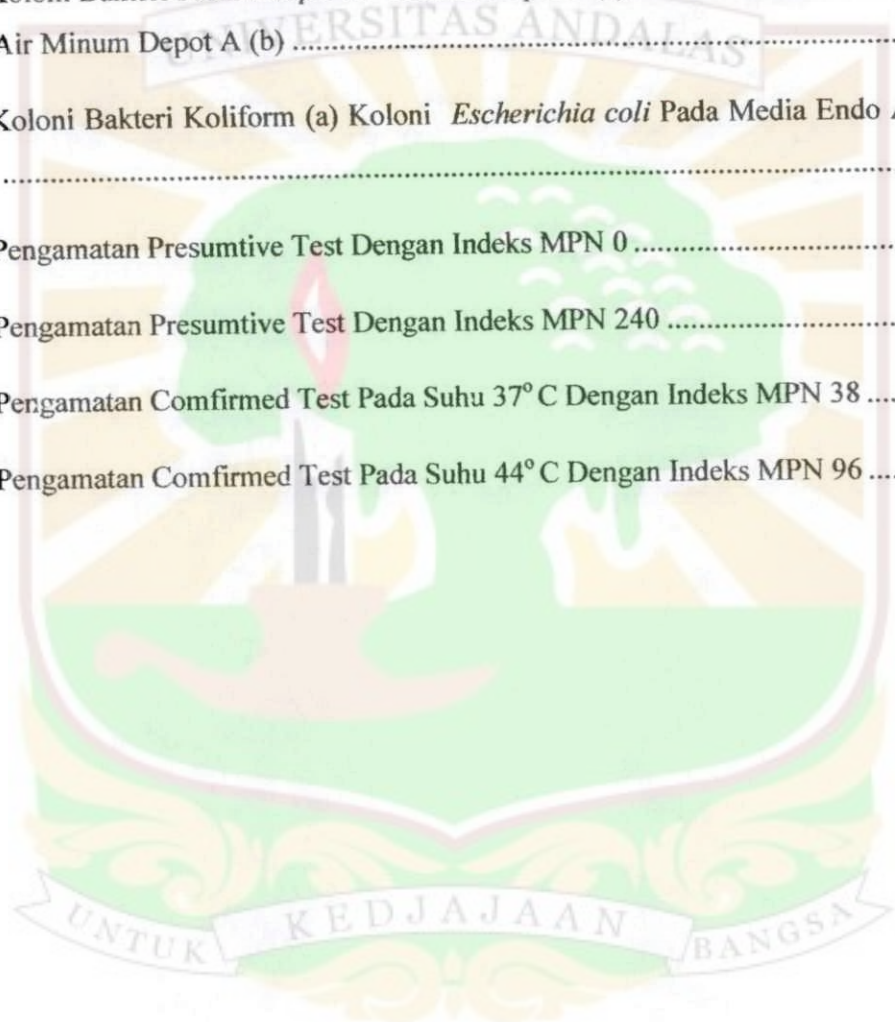 UNIVERSITAS ANDALAS
Air Minum Depot A (b) ................................................
Koloni Bakteri Koliform (a) Koloni Escherichia coli Pada Media Endo
................................................................................
Pengamatan Presumtive Test Dengan Indeks MPN 0 ..............................
Pengamatan Presumtive Test Dengan Indeks MPN 240 ..........................
Pengamatan Comfirmed Test Pada Suhu 37° C Dengan Indeks MPN 38 ....
Pengamatan Comfirmed Test Pada Suhu 44° C Dengan Indeks MPN 96 ....
UNTUK KEDJAJAAN BANGSA